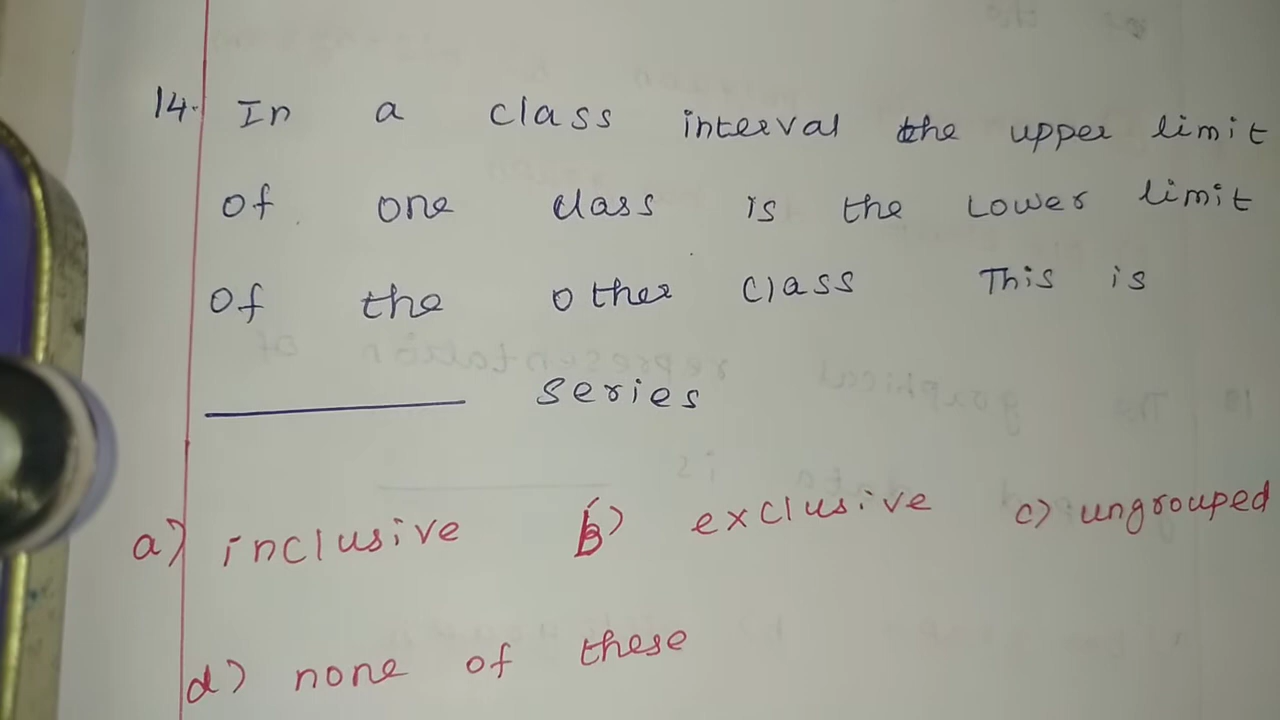 14. In a class interval the upper limit
of one class is the Lower limit
of the other class This is
________ series
a) inclusive b) exclusive c) ungrouped
d) none of these